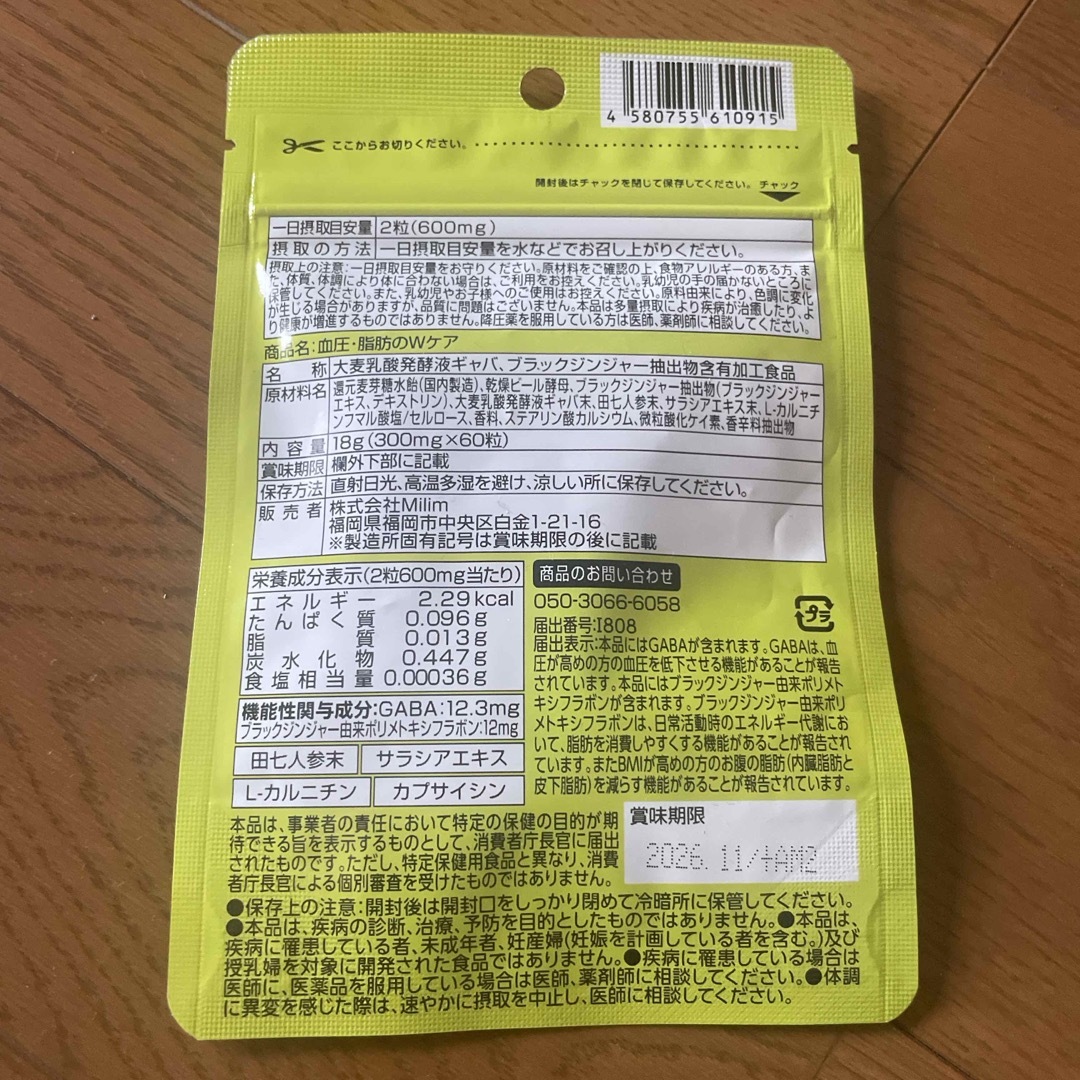 4 580755 610915
ここからお切りください。
開封後はチャックを閉じて保存してください。 チャック
一日摂取目安量 2粒(600mg)
摂取の方法 一日摂取目安量を水などでお召し上がりください。
摂取上の注意:一日摂取目安量をお守りください。原材料をご確認の上、食物アレルギーのある方、ま
た、体質、体調により体に合わない場合は、ご利用をお控えください。乳幼児の手の届かないところに
保管してください。また、乳幼児やお子様へのご使用はお控えください。原料由来により、色調に変化
が生じる場合がありますが、品質に問題はございません。本品は多量摂取により疾病が治癒したり、よ
り健康が増進するものではありません。降圧薬を服用している方は医師、薬剤師に相談してください。
商品名:血圧・脂肪のWケア
名称 大麦乳酸発酵液ギャバ、ブラックジンジャー抽出物含有加工食品
原材料名 還元麦芽糖水飴(国内製造)、乾燥ビール酵母、ブラックジンジャー抽出物(ブラックジンジャー
エキス、デキストリン)、大麦乳酸発酵液ギャバ末、田七人参末、サラシアエキス末、L-カルニチ
ンフマル酸塩/セルロース、香料、ステアリン酸カルシウム、微粒酸化ケイ素、香辛料抽出物
内容量 18g(300mg×60粒)
賞味期限 欄外下部に記載
保存方法 直射日光、高温多湿を避け、涼しい所に保存してください。
販売者 株式会社Milim
福岡県福岡市中央区白金1-21-16
※製造所固有記号は賞味期限の後に記載
栄養成分表示(2粒600mg当たり)
エネルギー 2.29kcal
たんぱく質 0.096g
脂質 0.013g
炭水化物 0.447g
食塩相当量 0.00036g
機能性関与成分:GABA:12.3mg
ブラックジンジャー由来ポリメトキシフラボン:12mg
田七人参末 サラシアエキス
L-カルニチン カプサイシン
商品のお問い合わせ
050-3066-6058
プラ
届出番号:I808
届出表示:本品にはGABAが含まれます。GABAは、血
圧が高めの方の血圧を低下させる機能があることが報告
されています。本品にはブラックジンジャー由来ポリメト
キシフラボンが含まれます。ブラックジンジャー由来ポリ
メトキシフラボンは、日常活動時のエネルギー代謝にお
いて、脂肪を消費しやすくする機能があることが報告され
ています。またBMIが高めの方のお腹の脂肪(内臓脂肪と
皮下脂肪)を減らす機能があることが報告されています。
本品は、事業者の責任において特定の保健の目的が期
待できる旨を表示するものとして、消費者庁長官に届出
されたものです。ただし、特定保健用食品と異なり、消費
者庁長官による個別審査を受けたものではありません。
賞味期限
2026.11/4AM2
●保存上の注意:開封後は開封口をしっかり閉めて冷暗所に保管してください。
●本品は、疾病の診断、治療、予防を目的としたものではありません。●本品は、
疾病に罹患している者、未成年者、妊産婦(妊娠を計画している者を含む。)及び
授乳婦を対象に開発された食品ではありません。●疾病に罹患している場合は
医師に、医薬品を服用している場合は医師、薬剤師に相談してください。●体調
に異変を感じた際は、速やかに摂取を中止し、医師に相談してください。